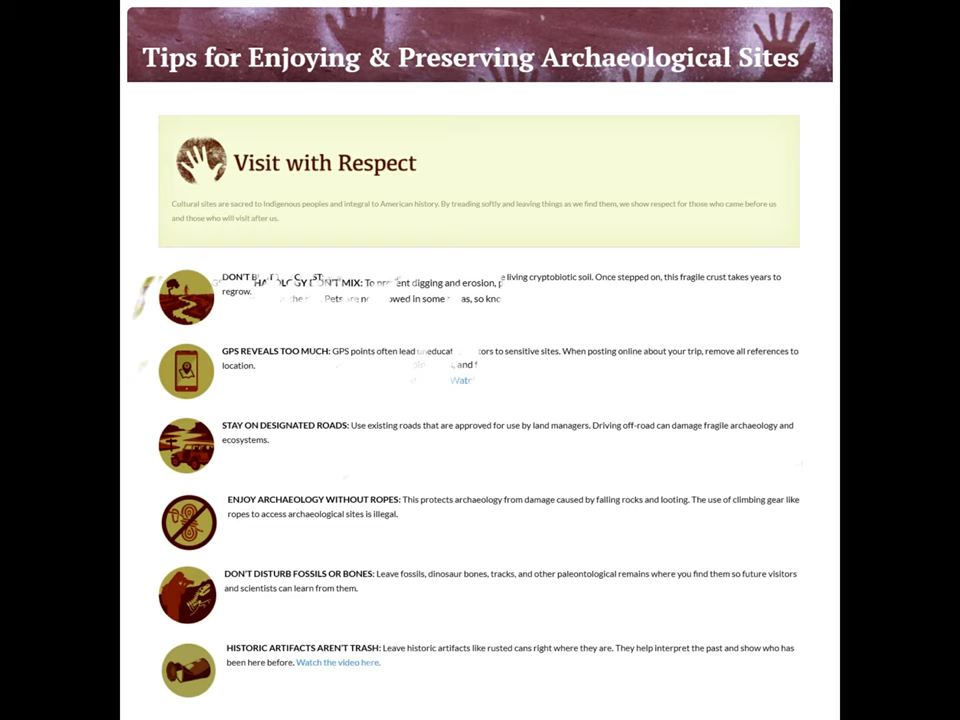 Tips for Enjoying & Preserving Archaeological Sites
Visit with Respect
Cultural sites are sacred to Indigenous peoples and integral to American history. By treading softly and leaving things as we find them, we show respect for those who came before us
and those who will visit after us.
DON'T living cryptobiotic soil. Once stepped on, this fragile crust takes years to
DON'T MIX: To prevent digging and erosion,
regrow. Pets are in some so
GPS REVEALS TOO MUCH: GPS points often lead to sensitive sites. When posting online about your trip, remove all references to
location. and
STAY ON DESIGNATED ROADS: Use existing roads that are approved for use by land managers. Driving off-road can damage fragile archaeology and
ecosystems.
ENJOY ARCHAEOLOGY WITHOUT ROPES: This protects archaeology from damage caused by falling rocks and looting. The use of climbing gear like
ropes to access archaeological sites is illegal.
DON'T DISTURB FOSSILS OR BONES: Leave fossils, dinosaur bones, tracks, and other paleontological remains where you find them so future visitors
and scientists can learn from them.
HISTORIC ARTIFACTS AREN'T TRASH: Leave historic artifacts like rusted cans right where they are. They help interpret the past and show who has
been here before. Watch the video here.